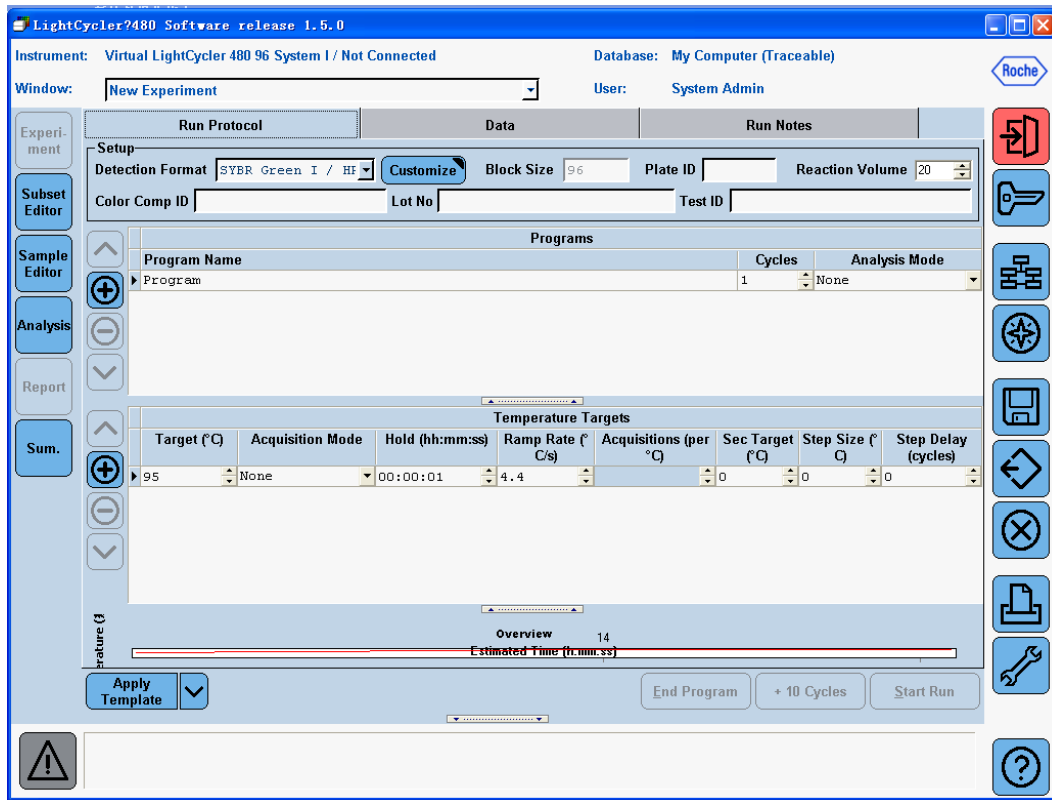 LightCycler?480 Software release 1.5.0
Instrument: Virtual LightCycler 480 96 System I / Not Connected Database: My Computer (Traceable)
Roche
Window: New Experiment User: System Admin
Experi-
ment
Run Protocol Data Run Notes
Setup
Detection Format SYBR Green I / HF Customize Block Size 96 Plate ID Reaction Volume 20
Color Comp ID Lot No Test ID
Subset
Editor
Sample
Editor
Analysis
Report
Sum.
Programs
Program Name Cycles Analysis Mode
Program 1 None
Temperature Targets
Target (°C) Acquisition Mode Hold (hh:mm:ss) Ramp Rate (° Acquisitions (per Sec Target Step Size (° Step Delay
C/s) °C) (°C) C) (cycles)
95 None 00:00:01 4.4 0 0 0
Overview 14
Estimated Time (h:mm:ss)
Apply
Template
End Program + 10 Cycles Start Run